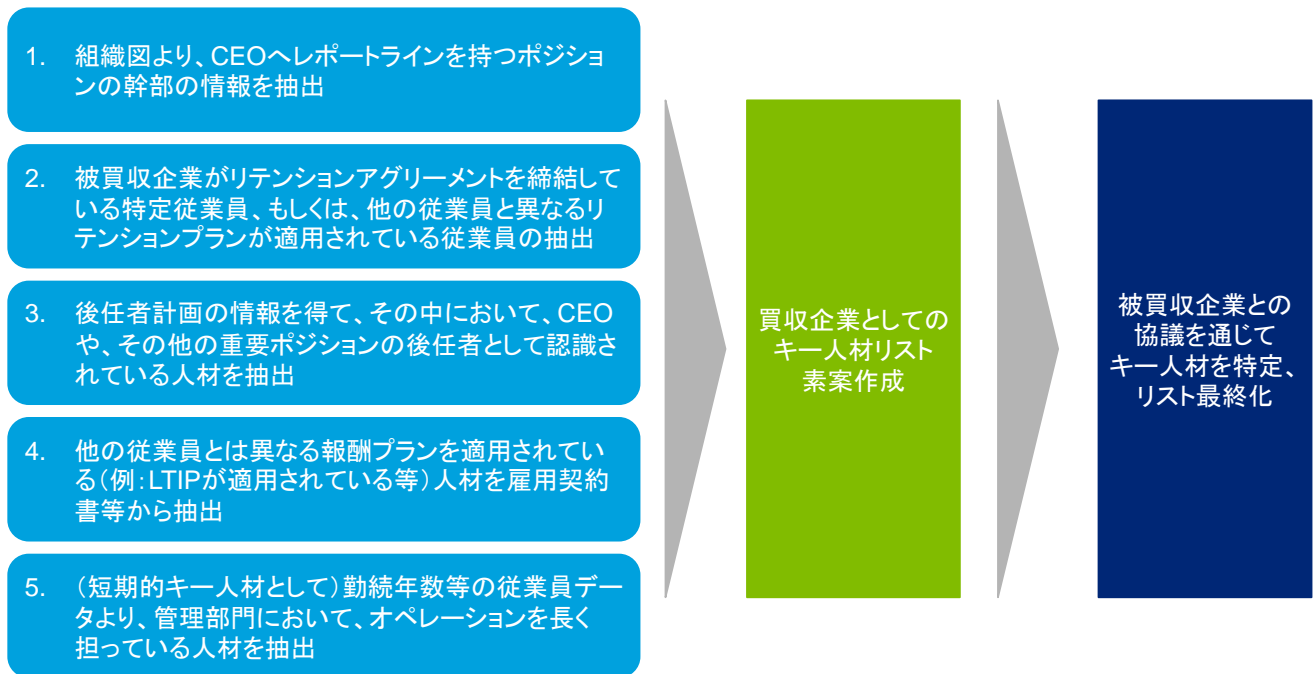 1. 組織図より、CEOへレポートラインを持つポジショ
ンの幹部の情報を抽出
2. 被買収企業がリテンションアグリーメントを締結して
いる特定従業員、もしくは、他の従業員と異なるリ
テンションプランが適用されている従業員の抽出
3. 後任者計画の情報を得て、その中において、CEO
や、その他の重要ポジションの後任者として認識さ
れている人材を抽出
4. 他の従業員とは異なる報酬プランを適用されてい
る(例:LTIPが適用されている等)人材を雇用契約
書等から抽出
5. (短期的キー人材として)勤続年数等の従業員デー
タより、管理部門において、オペレーションを長く
担っている人材を抽出
買収企業としての
キー人材リスト
素案作成
被買収企業との
協議を通じて
キー人材を特定、
リスト最終化